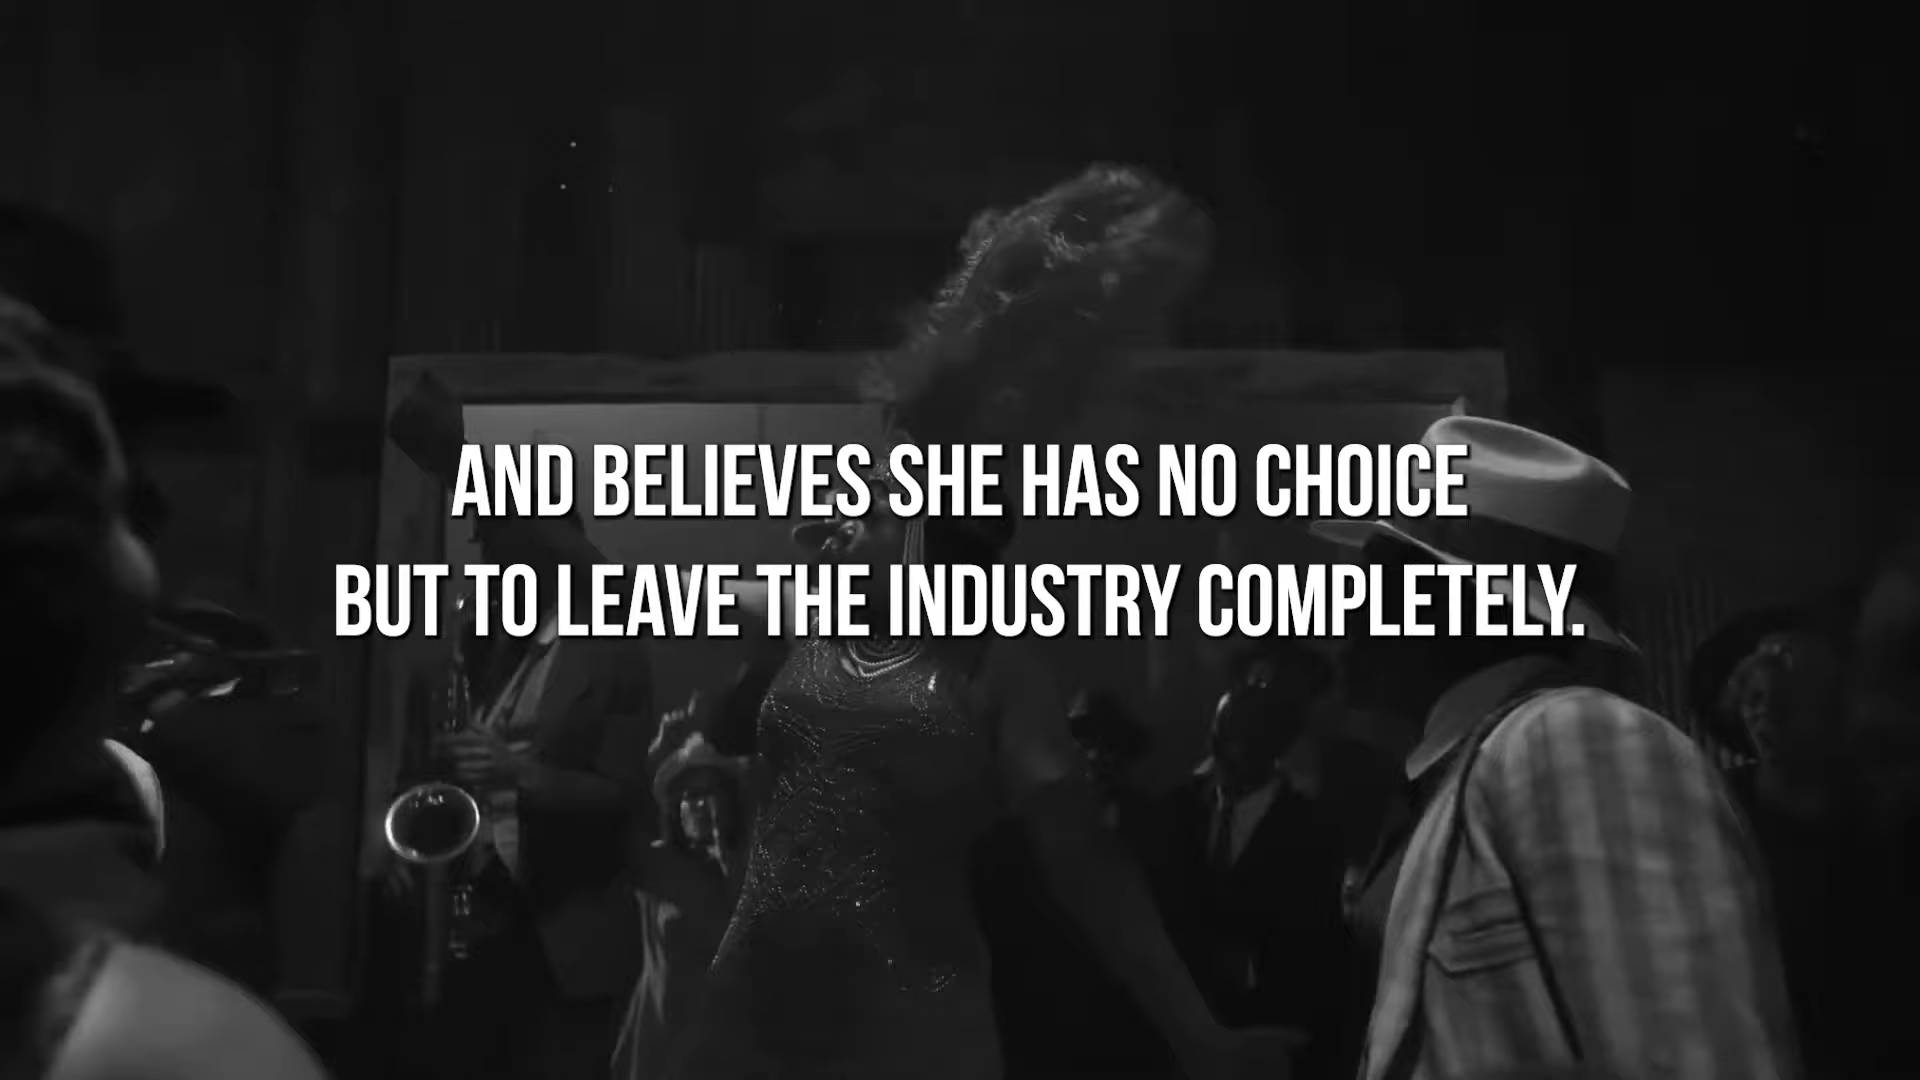 AND BELIEVES SHE HAS NO CHOICE
BUT TO LEAVE THE INDUSTRY COMPLETELY.